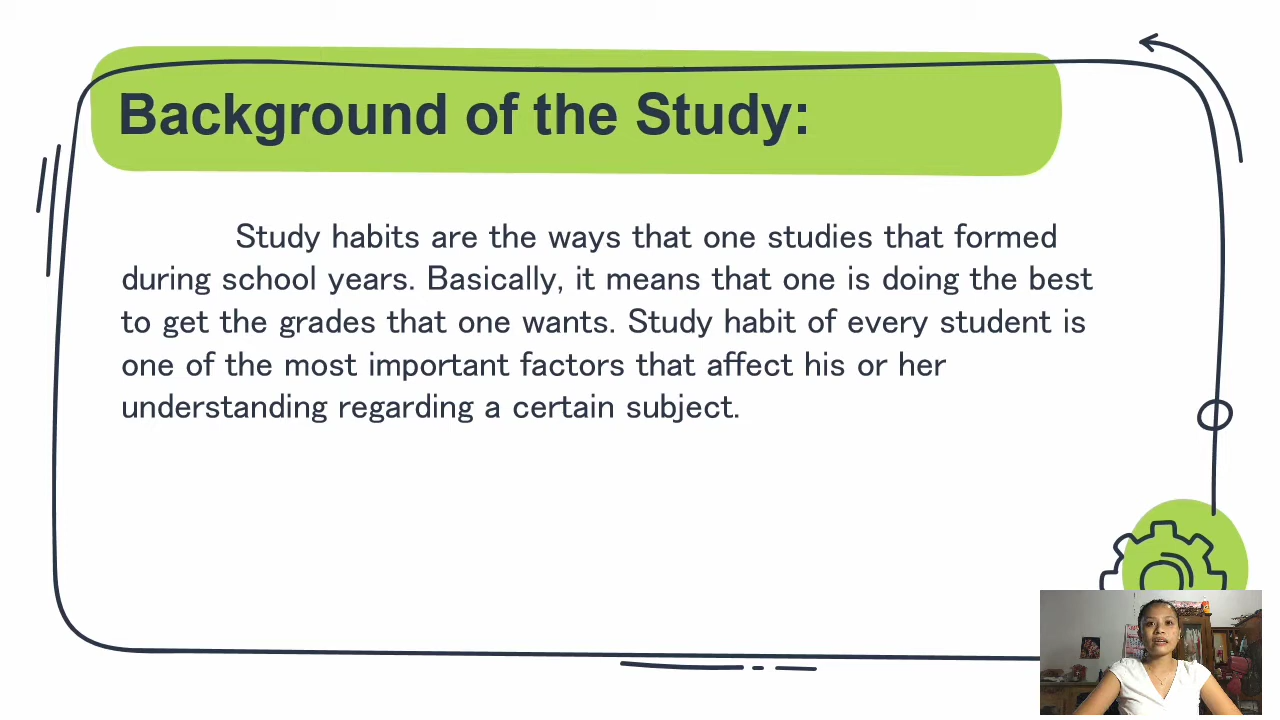 Background of the Study:
Study habits are the ways that one studies that formed
during school years. Basically, it means that one is doing the best
to get the grades that one wants. Study habit of every student is
one of the most important factors that affect his or her
understanding regarding a certain subject.